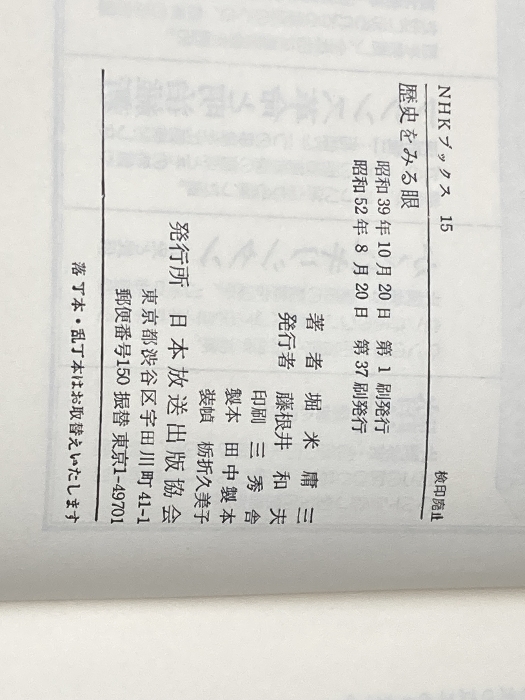 NHKブックス 15
検印廃止
歴史をみる眼
昭和39年10月20日 第1刷発行
昭和52年8月20日 第37刷発行
著者 堀米庸三
発行者 藤根井和夫
印刷 三秀舎
製本 田中製本
装幀 栃折久美子
発行所 日本放送出版協会
東京都渋谷区宇田川町41-1
郵便番号150 振替 東京1-49701
落丁本・乱丁本はお取替えいたします